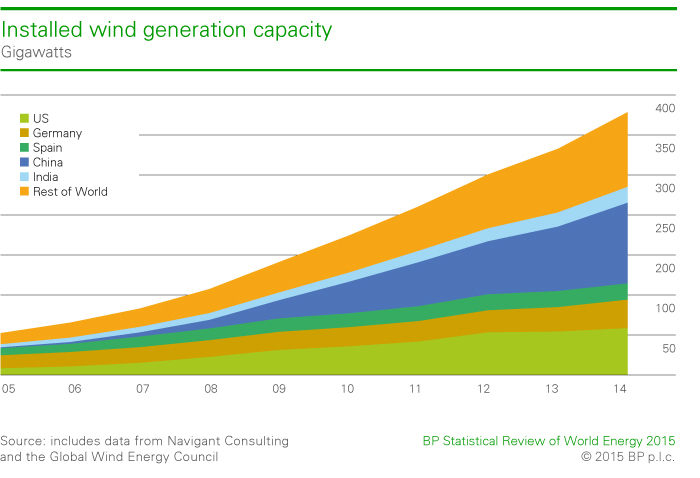 Installed wind generation capacity
Gigawatts
US
Germany
Spain
China
India
Rest of World
400
350
300
250
200
100
50
05 06 07 08 09 10 11 12 13 14
Source: includes data from Navigant Consulting
and the Global Wind Energy Council
BP Statistical Review of World Energy 2015
© 2015 BP p.l.c.